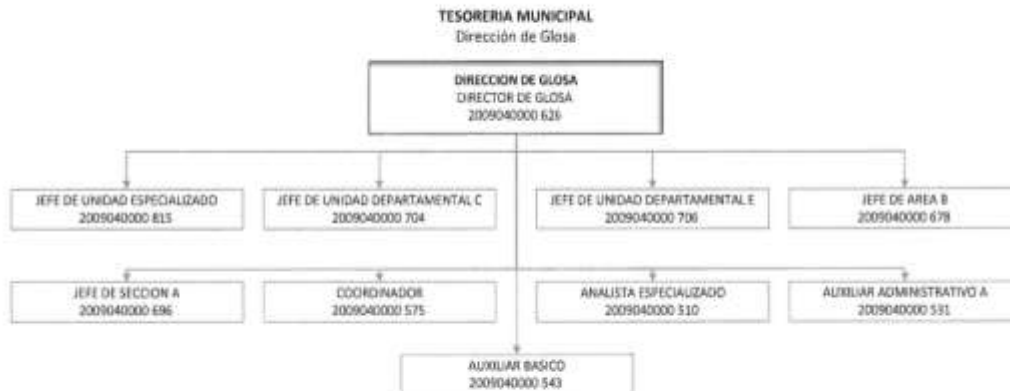 TESORERIA MUNICIPAL
Dirección de Glosa
DIRECCION DE GLOSA
DIRECTOR DE GLOSA
2009040000 626
JEFE DE UNIDAD ESPECIALIZADO
2009040000 815
JEFE DE UNIDAD DEPARTAMENTAL C
2009040000 704
JEFE DE UNIDAD DEPARTAMENTAL E
2009040000 706
JEFE DE AREA B
2009040000 678
JEFE DE SECCION A
2009040000 696
COORDINADOR
2009040000 575
ANALISTA ESPECIALIZADO
2009040000 510
AUXILIAR ADMINISTRATIVO A
2009040000 531
AUXILIAR BASICO
2009040000 543